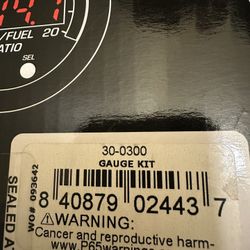 /FUEL 20
RATIO
SEL
30-0300
GAUGE KIT
WO# 093642
8 40879 02443 7
⚠WARNING:
Cancer and reproductive harm-
www.P65warnings
SEALED A